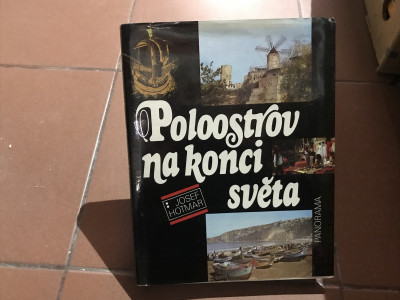 Poloostrov
na konci
světa
JOSEF
HOTMAR
PANORAMA